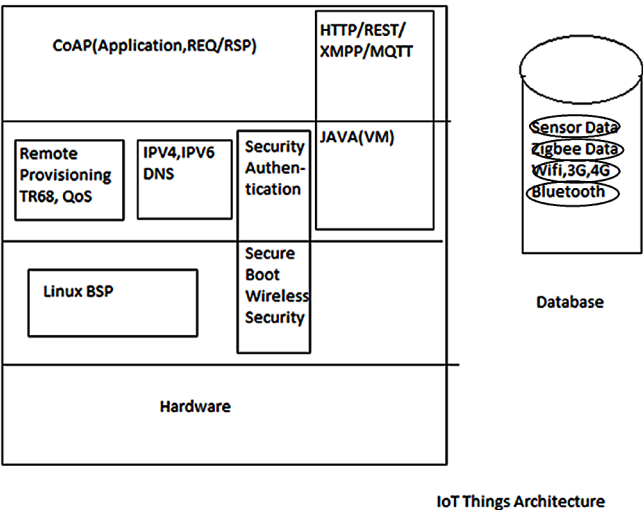 CoAP(Application,REQ/RSP)
HTTP/REST/
XMPP/MQTT
Remote
Provisioning
TR68, QoS
IPV4,IPV6
DNS
Security
Authen-
tication
JAVA(VM)
Linux BSP
Secure
Boot
Wireless
Security
Hardware
Sensor Data
Zigbee Data
Wifi,3G,4G
Bluetooth
Database
IoT Things Architecture